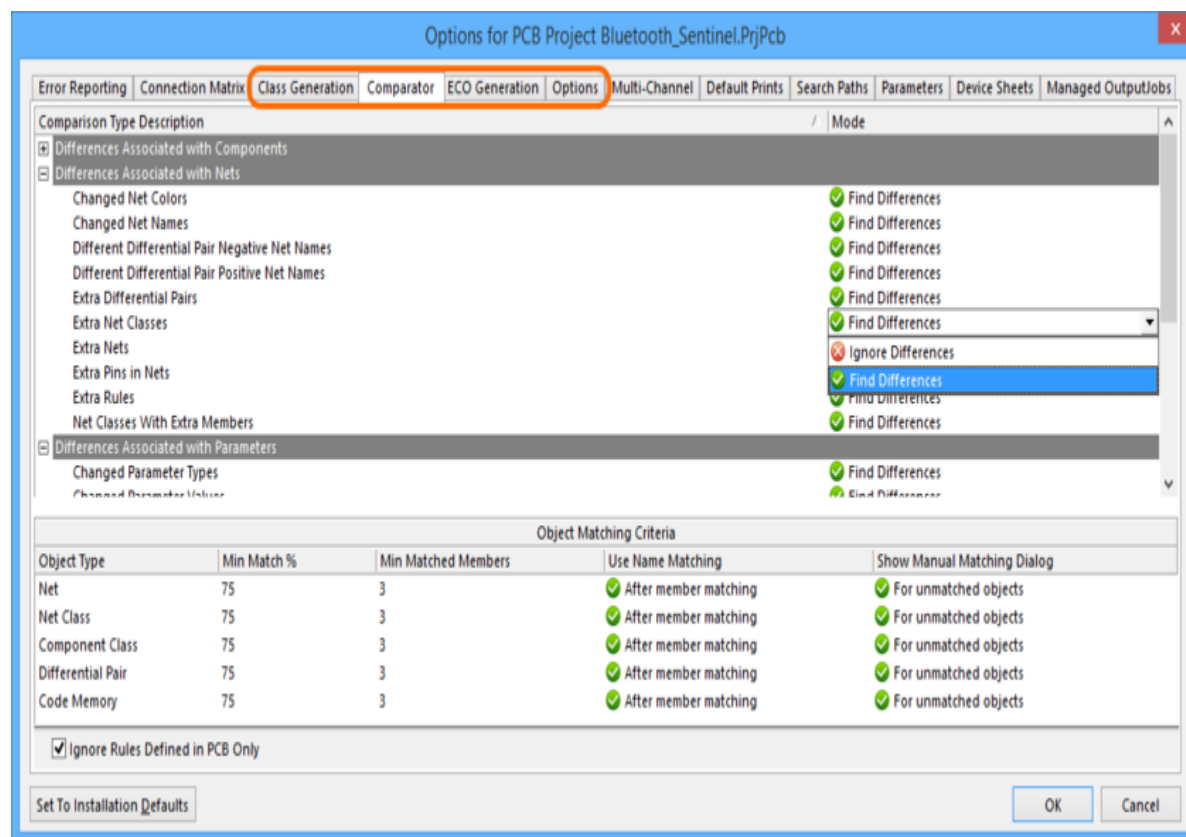 Options for PCB Project Bluetooth_Sentinel.PrjPcb
x
Error Reporting Connection Matrix Class Generation Comparator ECO Generation Options Multi-Channel Default Prints Search Paths Parameters Device Sheets Managed OutputJobs
Comparison Type Description / Mode
Differences Associated with Components
Differences Associated with Nets
Changed Net Colors Find Differences
Changed Net Names Find Differences
Different Differential Pair Negative Net Names Find Differences
Different Differential Pair Positive Net Names Find Differences
Extra Differential Pairs Find Differences
Extra Net Classes Find Differences
Extra Nets Ignore Differences
Extra Pins in Nets Find Differences
Extra Rules Find Differences
Net Classes With Extra Members Find Differences
Differences Associated with Parameters
Changed Parameter Types Find Differences
Changed Parameter Values Find Differences
Object Matching Criteria
Object Type Min Match % Min Matched Members Use Name Matching Show Manual Matching Dialog
Net 75 3 After member matching For unmatched objects
Net Class 75 3 After member matching For unmatched objects
Component Class 75 3 After member matching For unmatched objects
Differential Pair 75 3 After member matching For unmatched objects
Code Memory 75 3 After member matching For unmatched objects
Ignore Rules Defined in PCB Only
Set To Installation Defaults OK Cancel